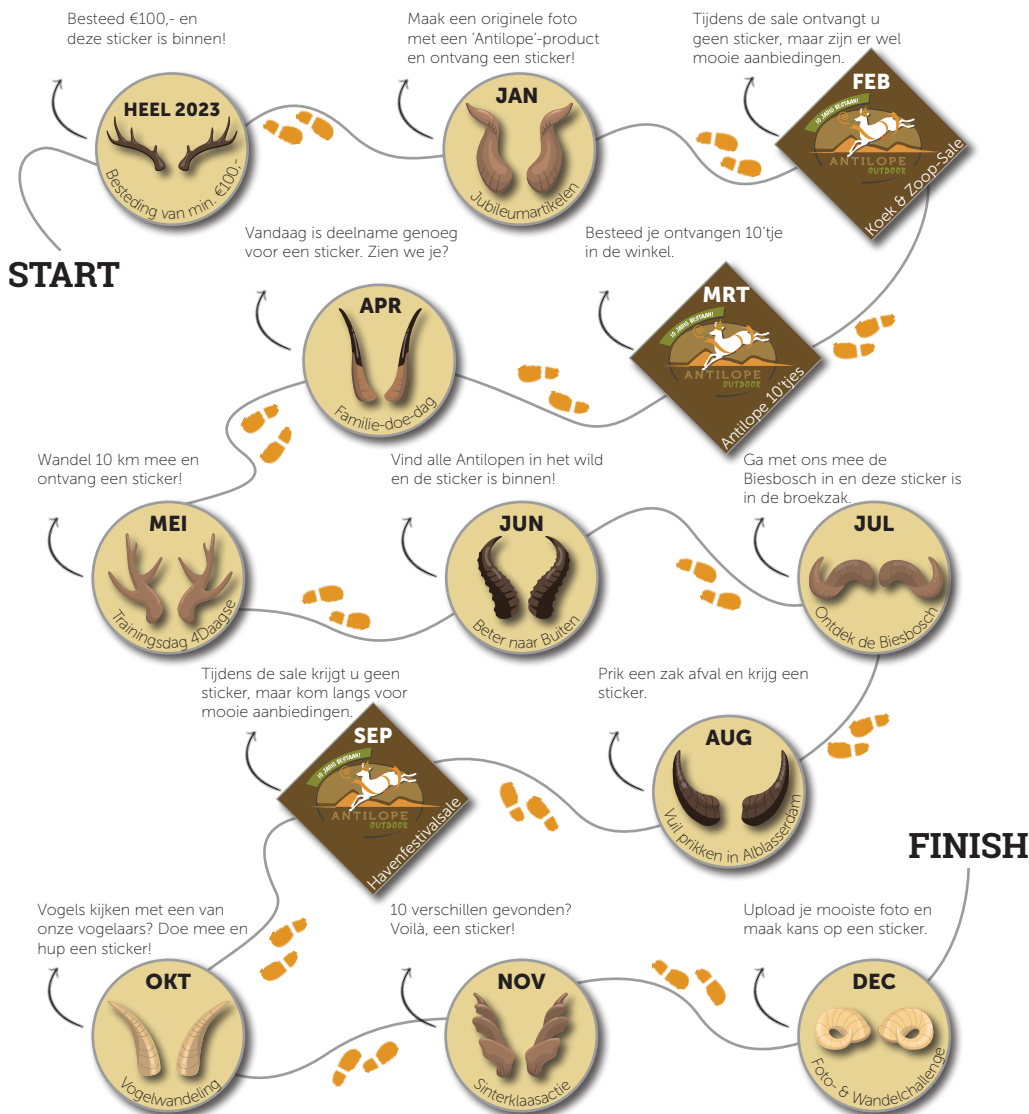 Besteed €100,- en
deze sticker is binnen!
HEEL 2023
Besteding van min. €100,-
Maak een originele foto
met een 'Antilope'-product
en ontvang een sticker!
JAN
Jubileumartikelen
Tijdens de sale ontvangt u
geen sticker, maar zijn er wel
mooie aanbiedingen.
FEB
10 JARIG BESTAAN!
ANTILOPE
OUTDOOR
Koek & Zoop-Sale
START
Vandaag is deelname genoeg
voor een sticker. Zien we je?
APR
Familie-doe-dag
Besteed je ontvangen 10'tje
in de winkel.
MRT
10 JARIG BESTAAN!
ANTILOPE
OUTDOOR
Antilope 10'tjes
Wandel 10 km mee en
ontvang een sticker!
MEI
Trainingsdag 4Daagse
Vind alle Antilopen in het wild
en de sticker is binnen!
JUN
Beter naar Buiten
Ga met ons mee de
Biesbosch in en deze sticker is
in de broekzak.
JUL
Ontdek de Biesbosch
Tijdens de sale krijgt u geen
sticker, maar kom langs voor
mooie aanbiedingen.
SEP
10 JARIG BESTAAN!
ANTILOPE
OUTDOOR
Havenfestivalsale
Prik een zak afval en krijg een
sticker.
AUG
Vuil prikken in Alblasserdam
FINISH
Vogels kijken met een van
onze vogelaars? Doe mee en
hup een sticker!
OKT
Vogelwandeling
10 verschillen gevonden?
Voilà, een sticker!
NOV
Sinterklaasactie
Upload je mooiste foto en
maak kans op een sticker.
DEC
Foto- & Wandelchallenge